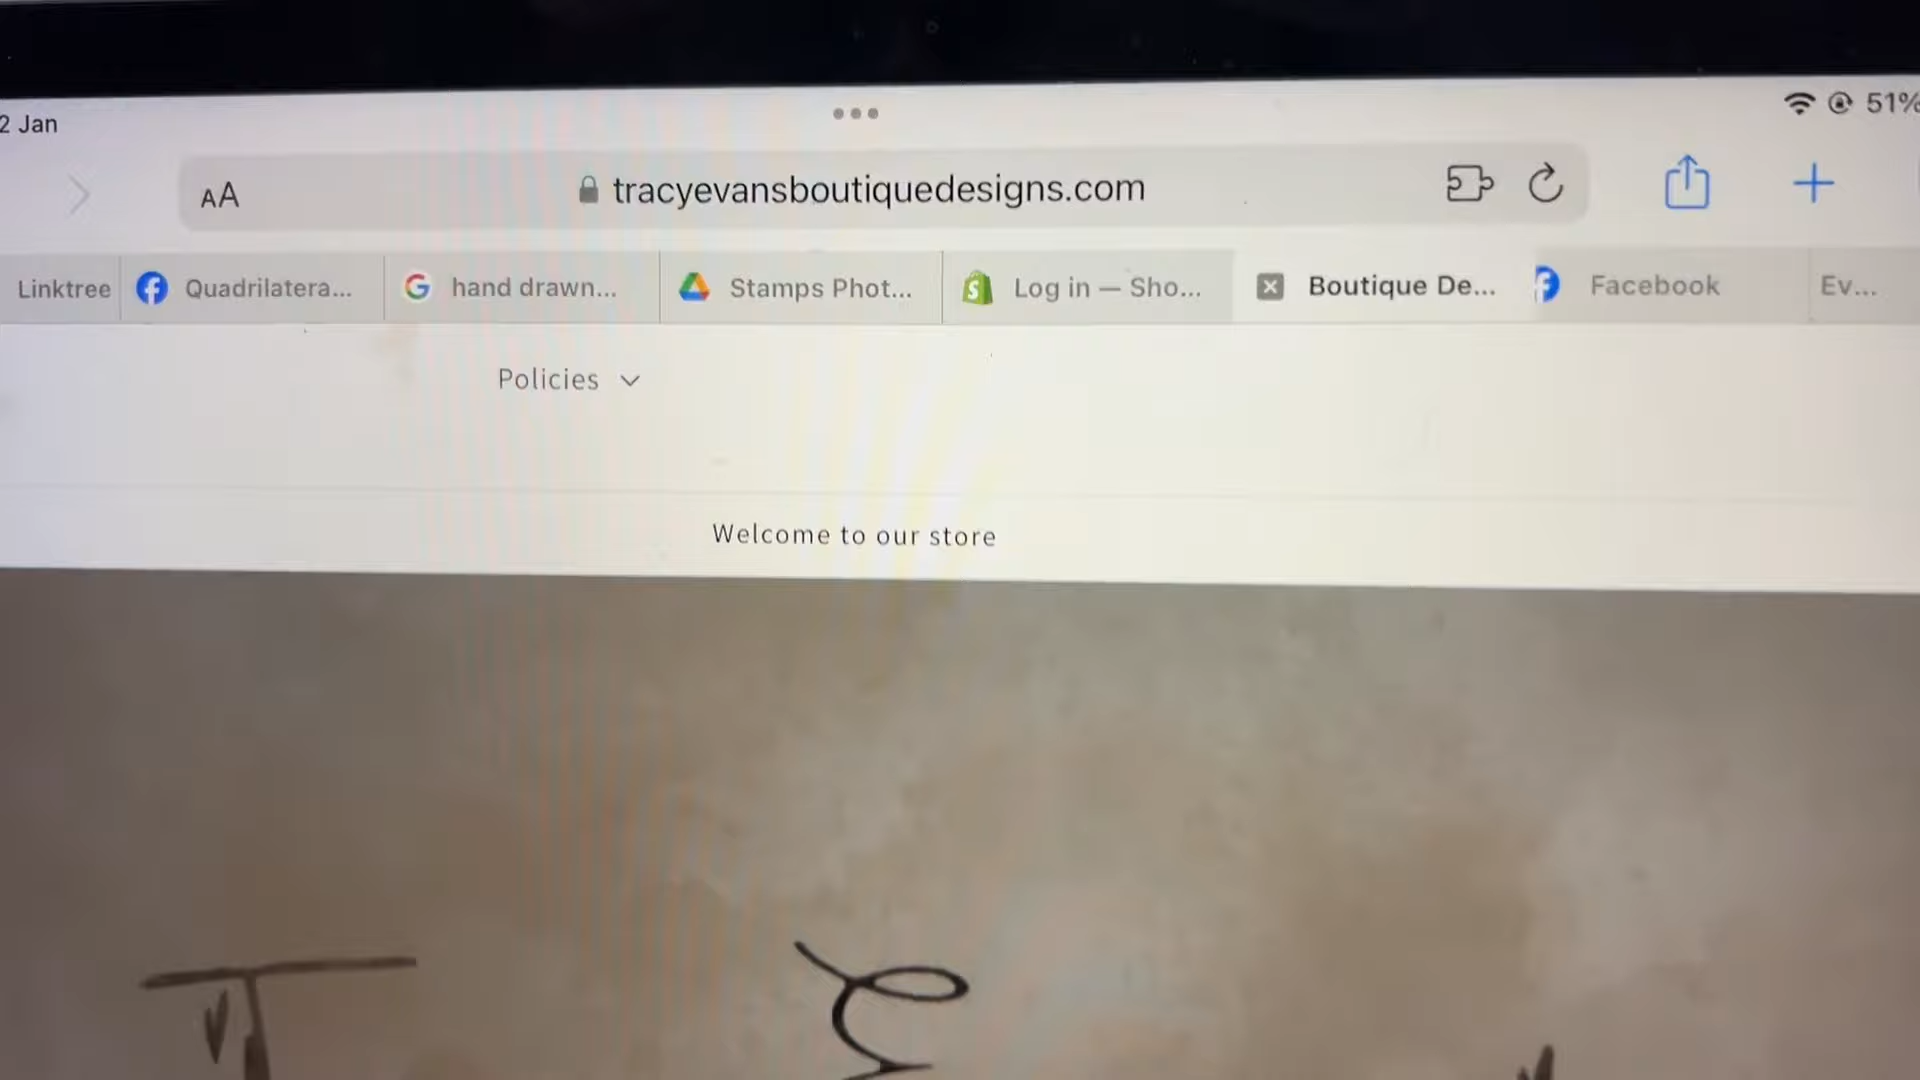 2 Jan
51%
AA
tracyevansboutiquedesigns.com
Linktree
Quadrilatera...
hand drawn...
Stamps Phot...
Log in — Sho...
Boutique De...
Facebook
Ev...
Policies
Welcome to our store